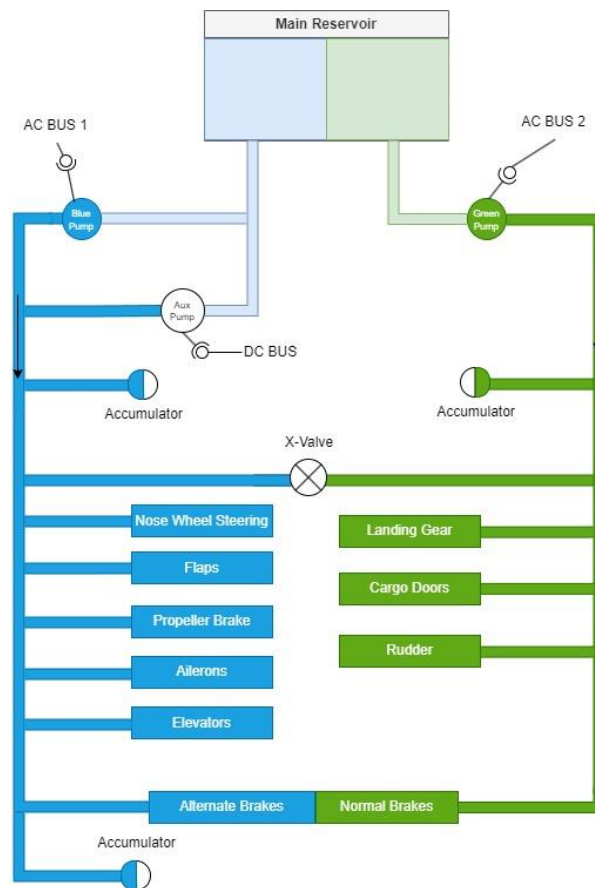 Main Reservoir
AC BUS 1
AC BUS 2
Blue
Pump
Green
Pump
Aux
Pump
DC BUS
Accumulator
Accumulator
X-Valve
Nose Wheel Steering
Landing Gear
Flaps
Cargo Doors
Propeller Brake
Rudder
Ailerons
Elevators
Alternate Brakes
Normal Brakes
Accumulator